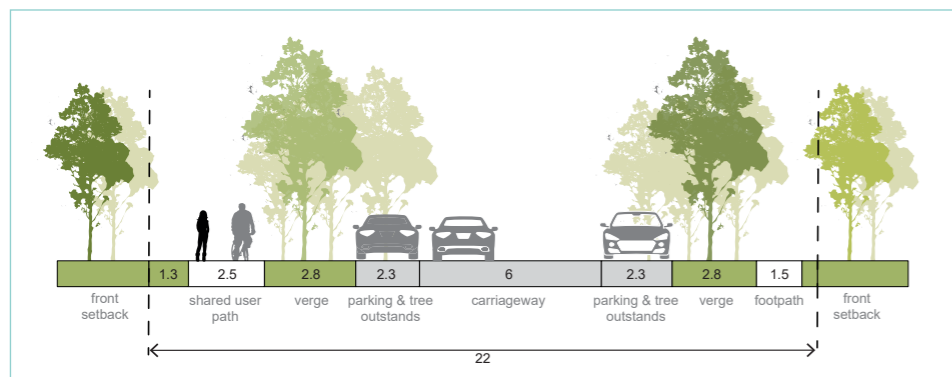 1.3 2.5 2.8 2.3 6 2.3 2.8 1.5
front setback
shared user path
verge
parking & tree outstands
carriageway
parking & tree outstands
verge
footpath
front setback
22